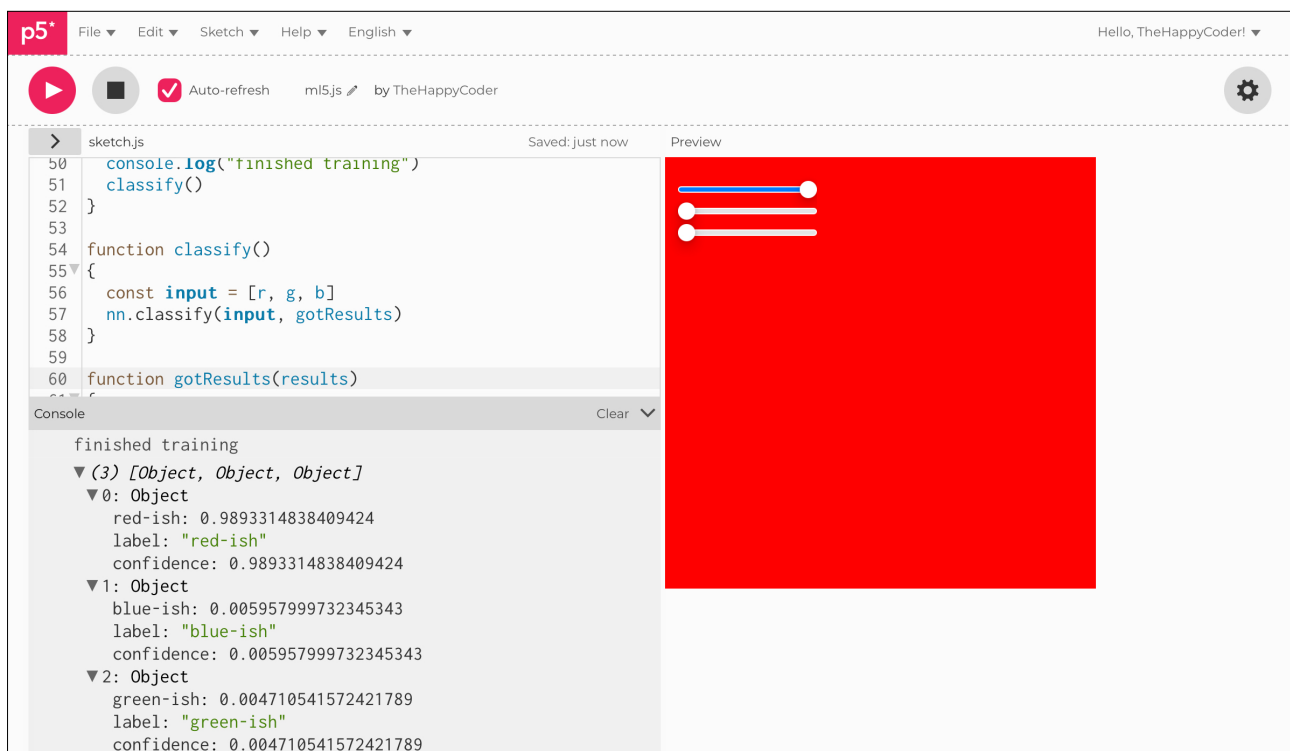 p5* File Edit Sketch Help English Hello, TheHappyCoder!
Auto-refresh ml5.js by TheHappyCoder
sketch.js Saved: just now Preview
50 console.log("finished training")
51 classify()
52 }
53
54 function classify()
55 {
56 const input = [r, g, b]
57 nn.classify(input, gotResults)
58 }
59
60 function gotResults(results)
61 {
Console Clear
finished training
(3) [Object, Object, Object]
0: Object
red-ish: 0.9893314838409424
label: "red-ish"
confidence: 0.9893314838409424
1: Object
blue-ish: 0.005957999732345343
label: "blue-ish"
confidence: 0.005957999732345343
2: Object
green-ish: 0.004710541572421789
label: "green-ish"
confidence: 0.004710541572421789